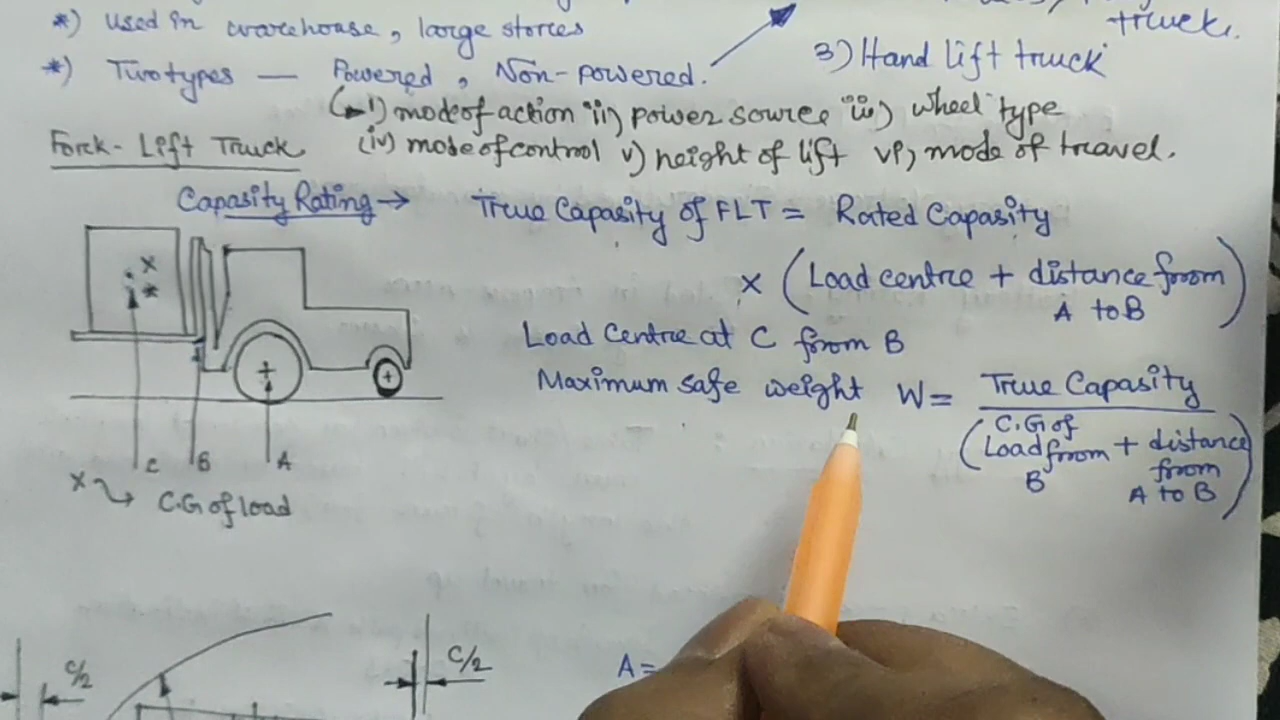 truck.
*) Used in warehouse, large stores
3) Hand lift truck
*) Two types — Powered, Non-powered.
i) mode of action ii) power source iii) wheel type
Fork-Lift Truck (iv) mode of control v) height of lift vi) mode of travel.
Capasity Rating → True Capasity of FLT = Rated Capasity
x (Load centre + distance from A to B)
Load Centre at C from B
Maximum safe weight W = True Capasity
(C.G of Load from B + distance from A to B)
x
*
C B A
x → C.G of load
C/2 C/2
A=